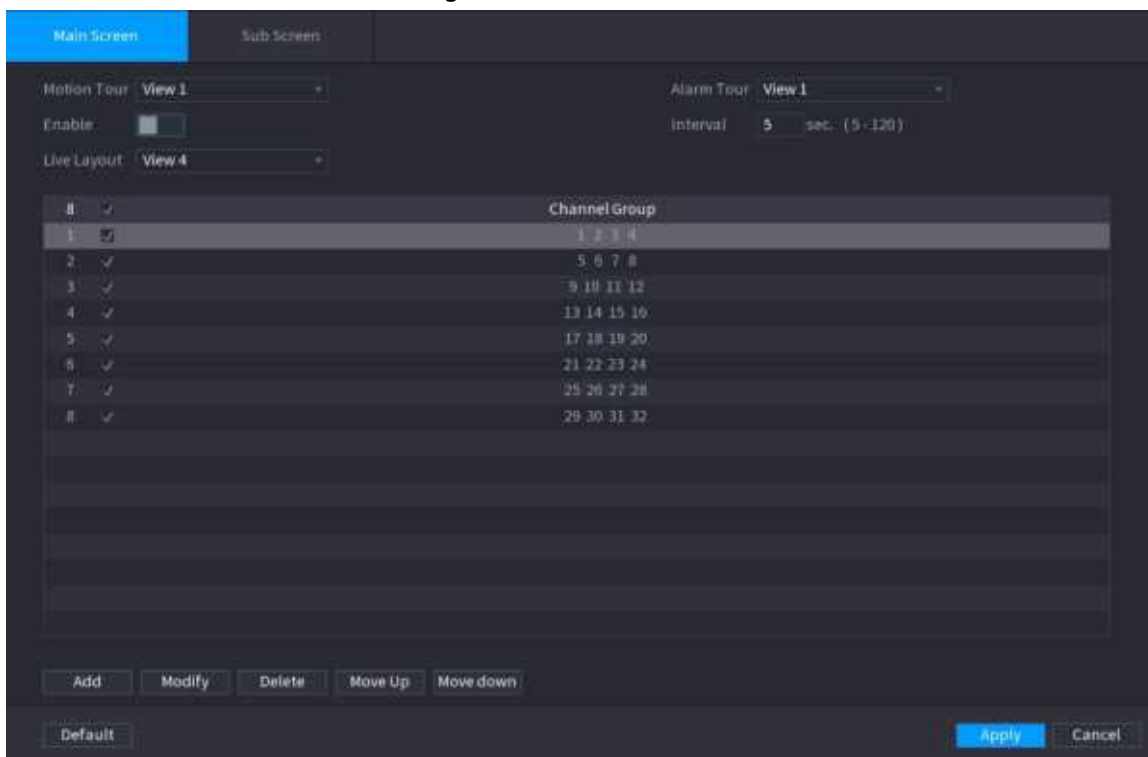 Main Screen Sub Screen
Motion Tour View 1 Alarm Tour View 1
Enable Interval 5 sec. (5-120)
Live Layout View 4
8 Channel Group
1 1 2 3 4
2 5 6 7 8
3 9 10 11 12
4 13 14 15 16
5 17 18 19 20
6 21 22 23 24
7 25 26 27 28
8 29 30 31 32
Add Modify Delete Move Up Move down
Default Apply Cancel